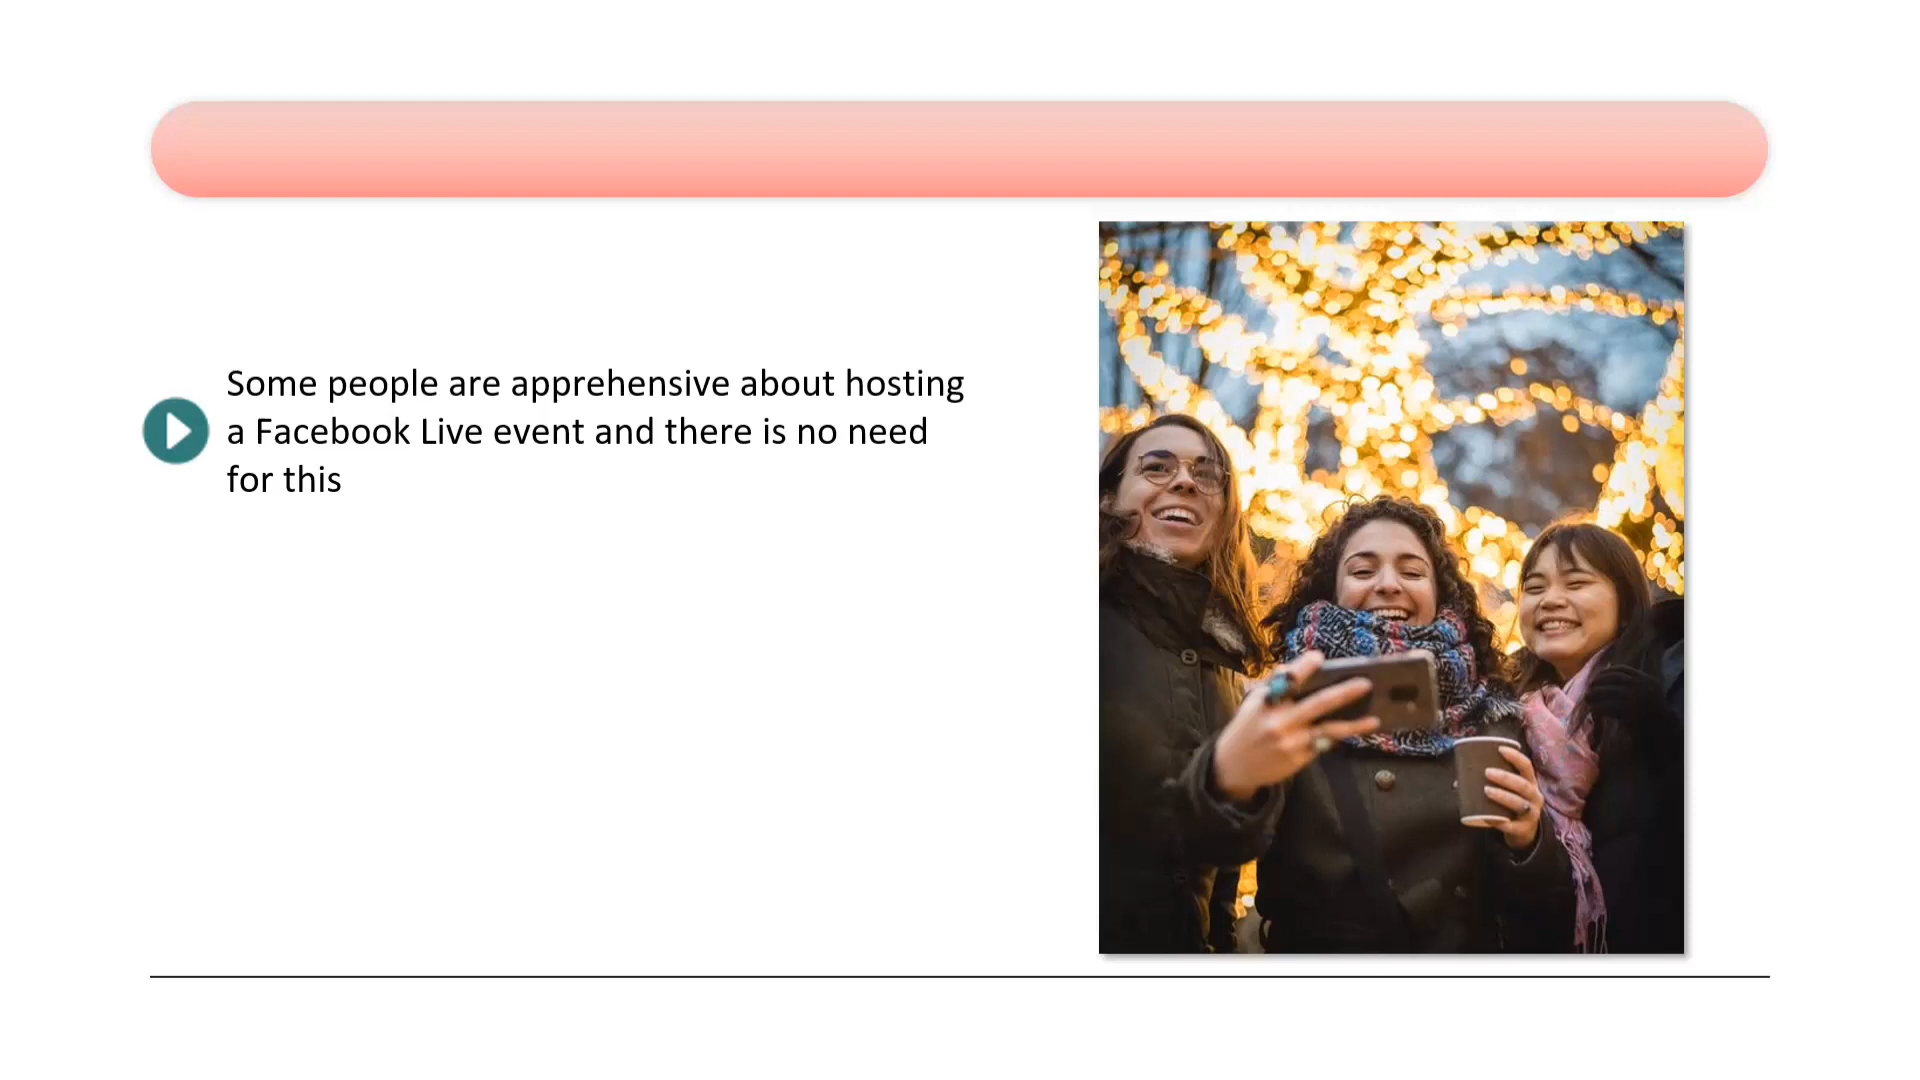 Some people are apprehensive about hosting
a Facebook Live event and there is no need
for this